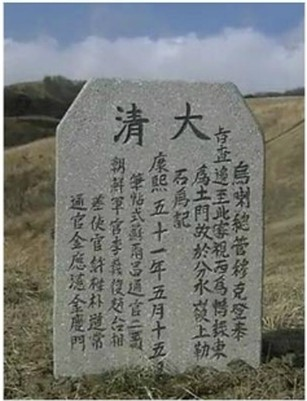 大清
烏喇總管穆克登奉
旨查邊至此審視西爲鴨綠東
爲土門故於分水嶺上勒
石爲記
康熙五十一年五月十五日
筆帖式蘇爾昌通官二哥
朝鮮軍官李義復趙台相
差使官許樑朴道常
通官金應瀗金慶門